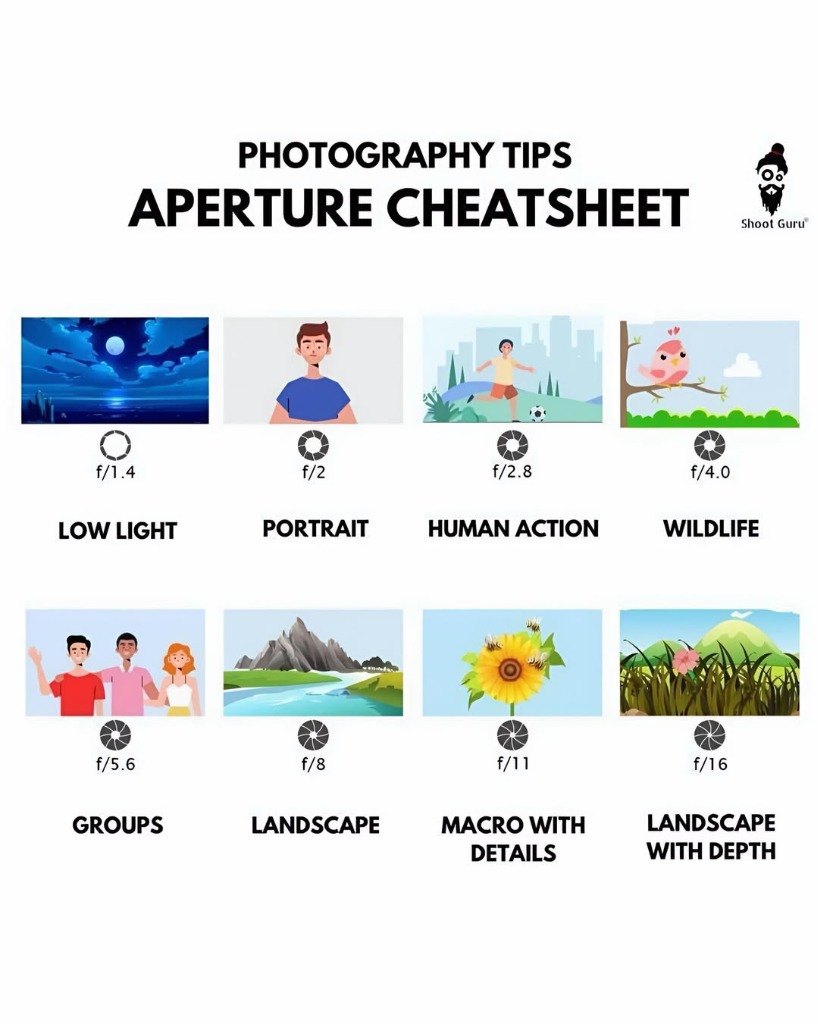 PHOTOGRAPHY TIPS
APERTURE CHEATSHEET
Shoot Guru®
f/1.4
f/2
f/2.8
f/4.0
LOW LIGHT
PORTRAIT
HUMAN ACTION
WILDLIFE
f/5.6
f/8
f/11
f/16
GROUPS
LANDSCAPE
MACRO WITH
DETAILS
LANDSCAPE
WITH DEPTH